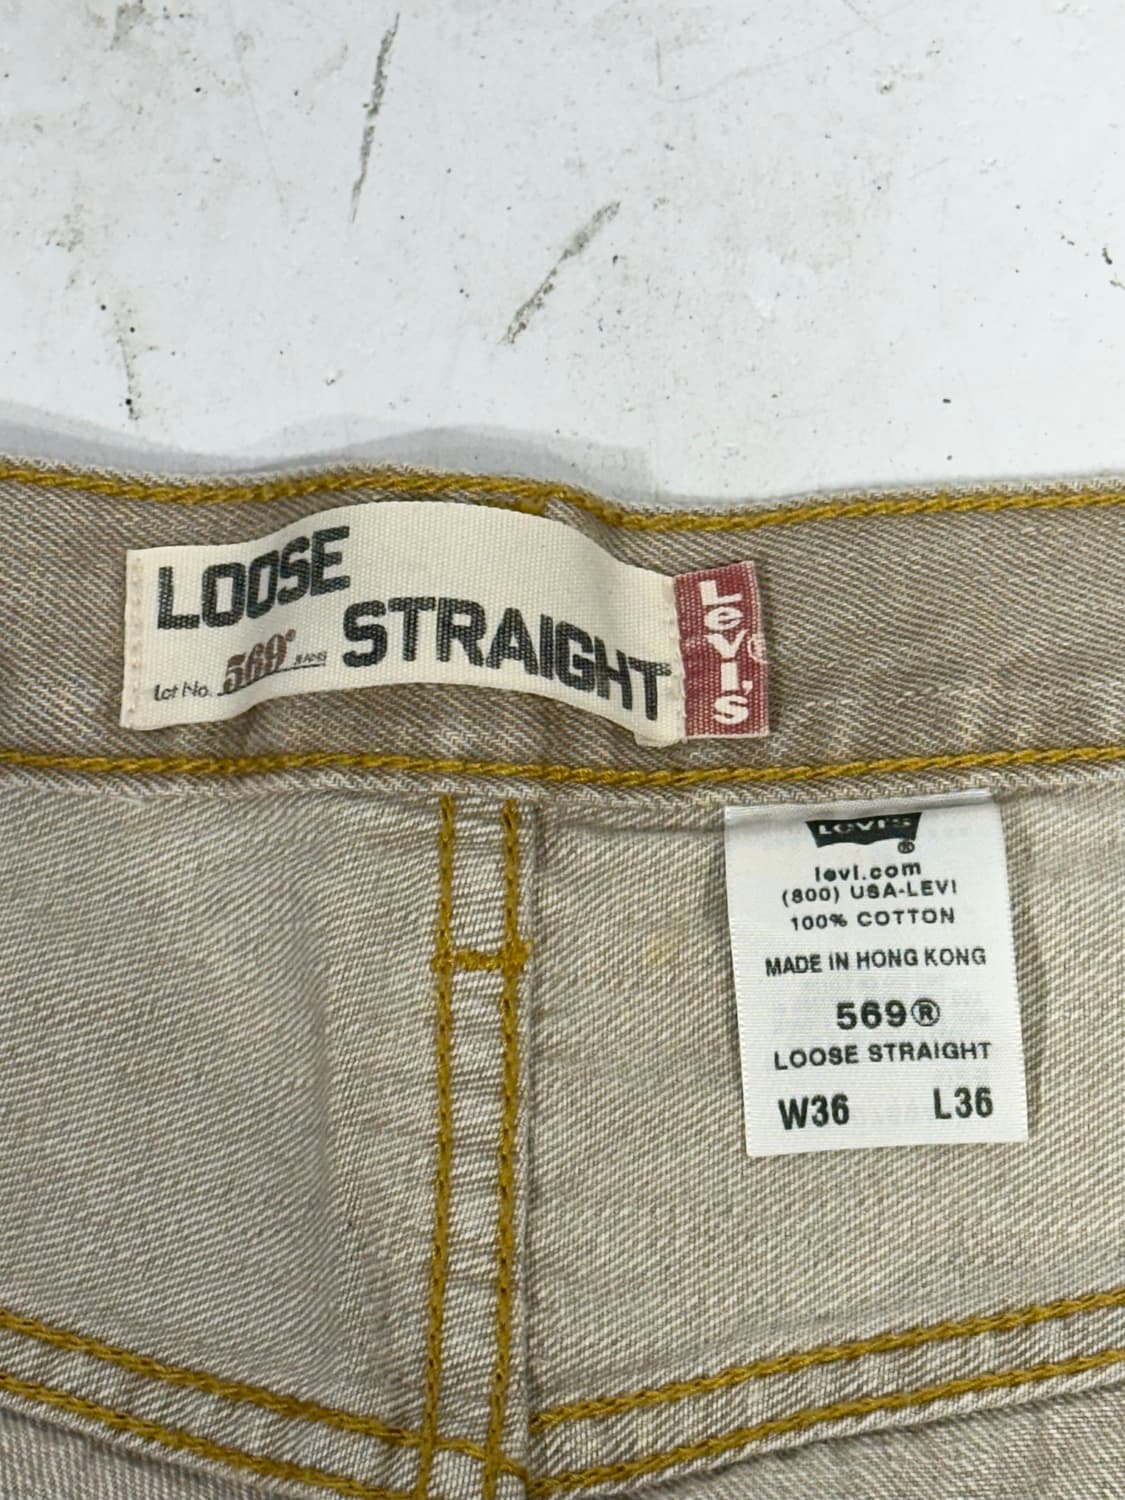 LOOSE
STRAIGHT
Lot No. 569® JEANS
LEVI'S
LEVI'S
®
levi.com
(800) USA-LEVI
100% COTTON
MADE IN HONG KONG
569®
LOOSE STRAIGHT
W36 L36